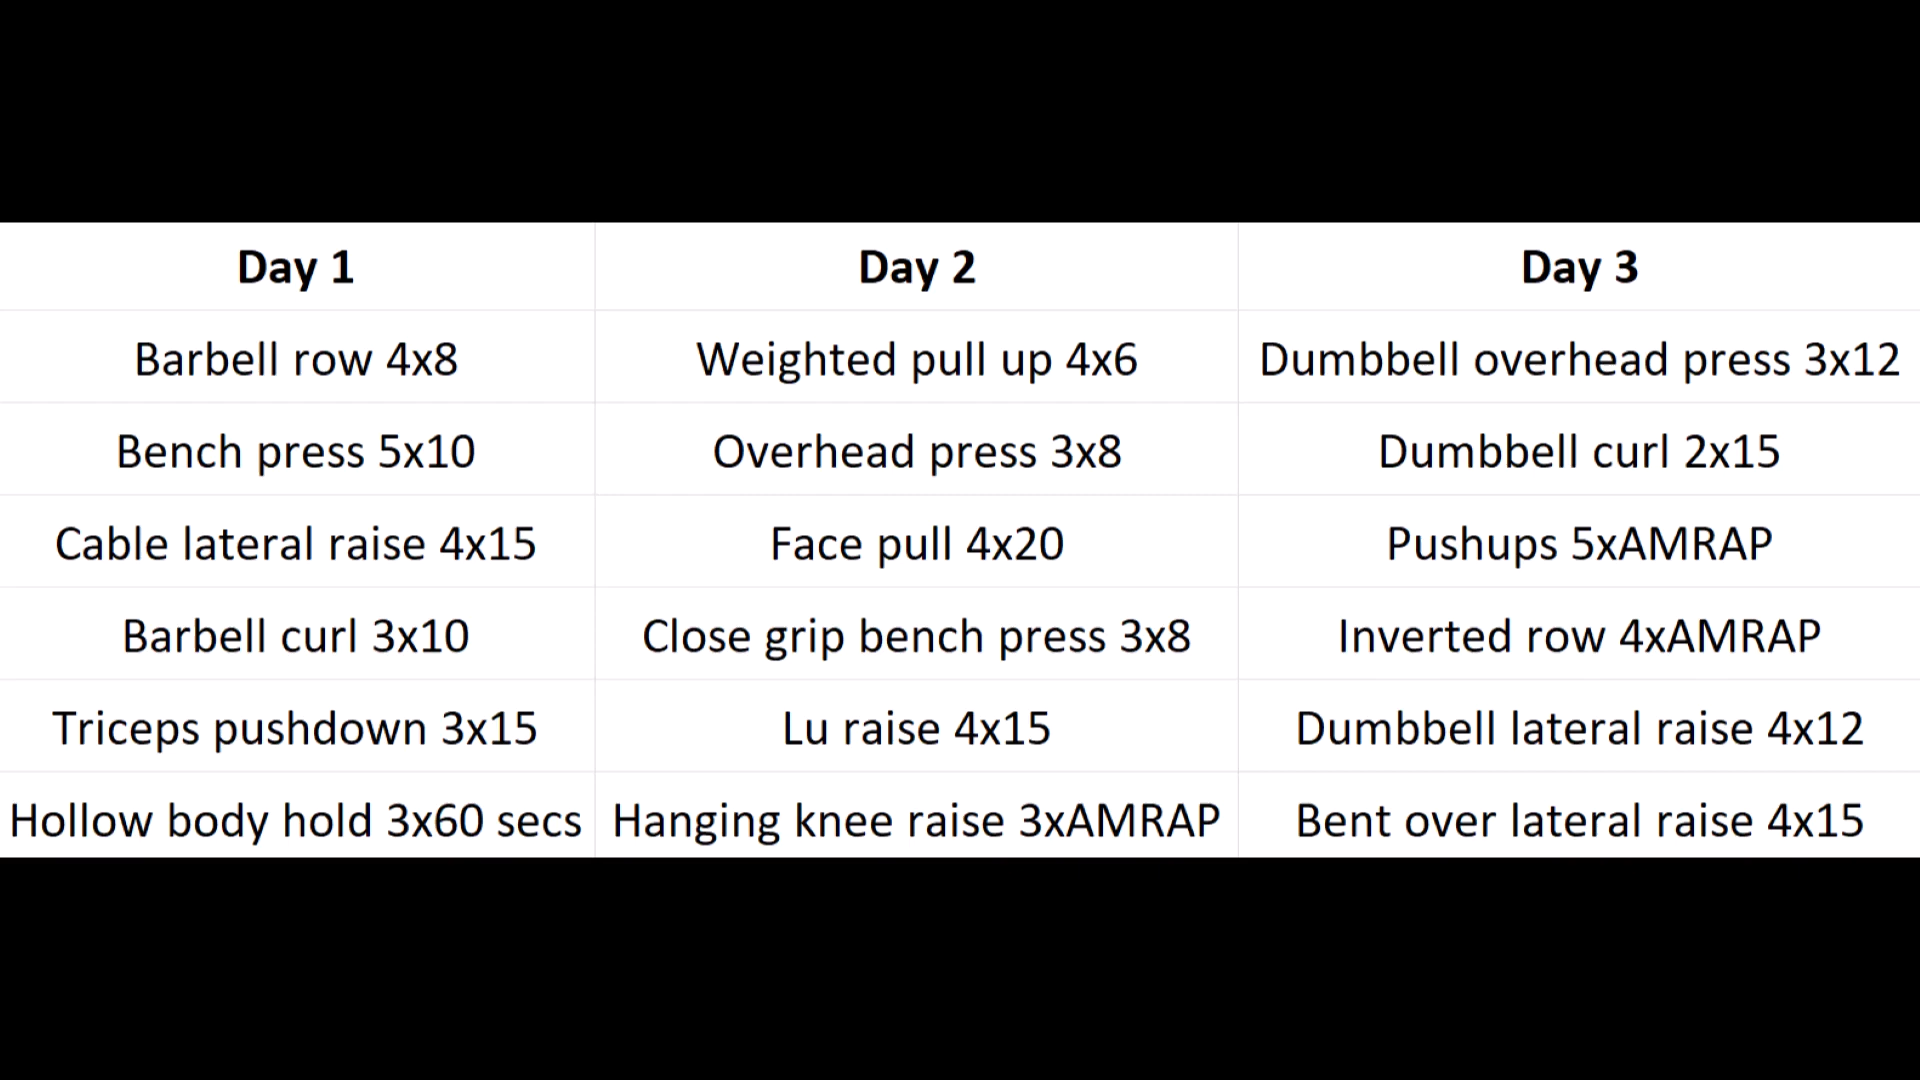 Day 1 Day 2 Day 3
Barbell row 4x8 Weighted pull up 4x6 Dumbbell overhead press 3x12
Bench press 5x10 Overhead press 3x8 Dumbbell curl 2x15
Cable lateral raise 4x15 Face pull 4x20 Pushups 5xAMRAP
Barbell curl 3x10 Close grip bench press 3x8 Inverted row 4xAMRAP
Triceps pushdown 3x15 Lu raise 4x15 Dumbbell lateral raise 4x12
Hollow body hold 3x60 secs Hanging knee raise 3xAMRAP Bent over lateral raise 4x15